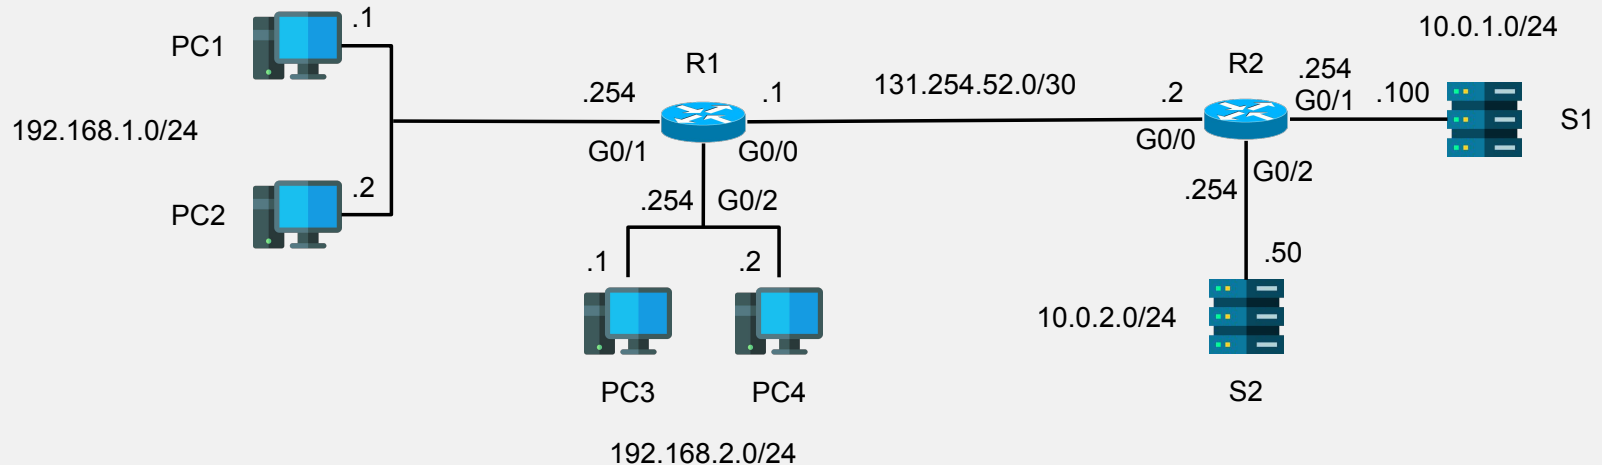 10.0.1.0/24
.1
PC1
R1
R2
.254
.254
.1
131.254.52.0/30
.2
G0/1
.100
192.168.1.0/24
S1
G0/1
G0/0
G0/0
G0/2
.2
.254
G0/2
.254
PC2
.1
.2
.50
10.0.2.0/24
PC3
PC4
S2
192.168.2.0/24